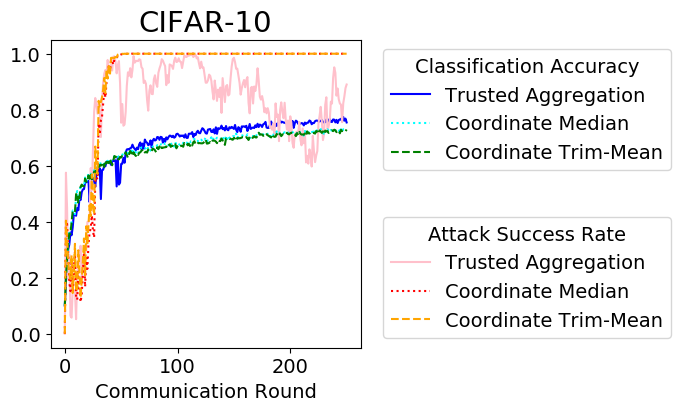 CIFAR-10
1.0
0.8
0.6
0.4
0.2
0.0
0
100
200
Communication Round
Classification Accuracy
Trusted Aggregation
Coordinate Median
Coordinate Trim-Mean
Attack Success Rate
Trusted Aggregation
Coordinate Median
Coordinate Trim-Mean